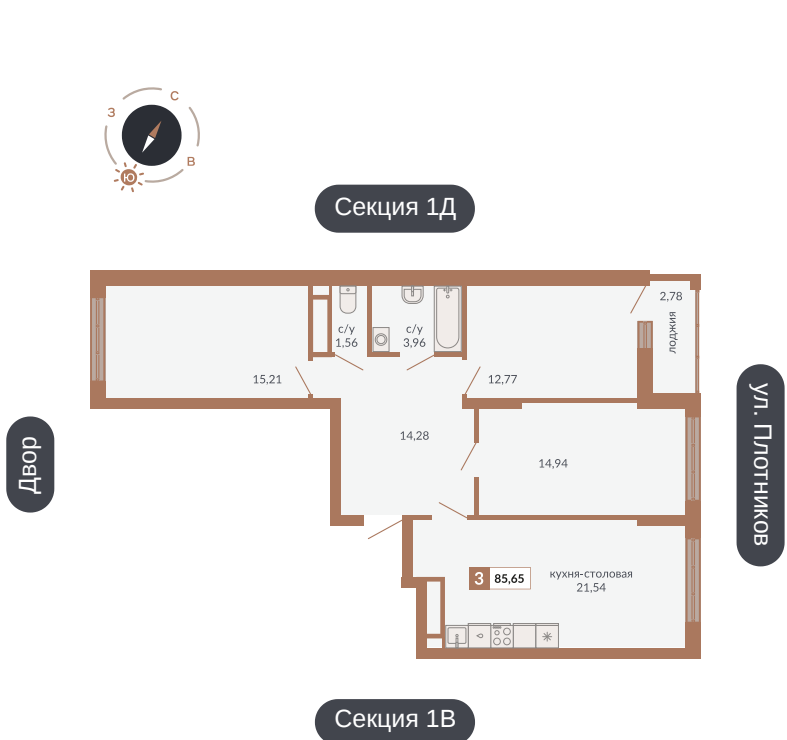 С
З
В
Ю
Секция 1Д
2,78
лоджия
с/у
1,56
с/у
3,96
15,21
12,77
14,28
14,94
ул. Плотников
Двор
3 85,65
кухня-столовая
21,54
Секция 1В